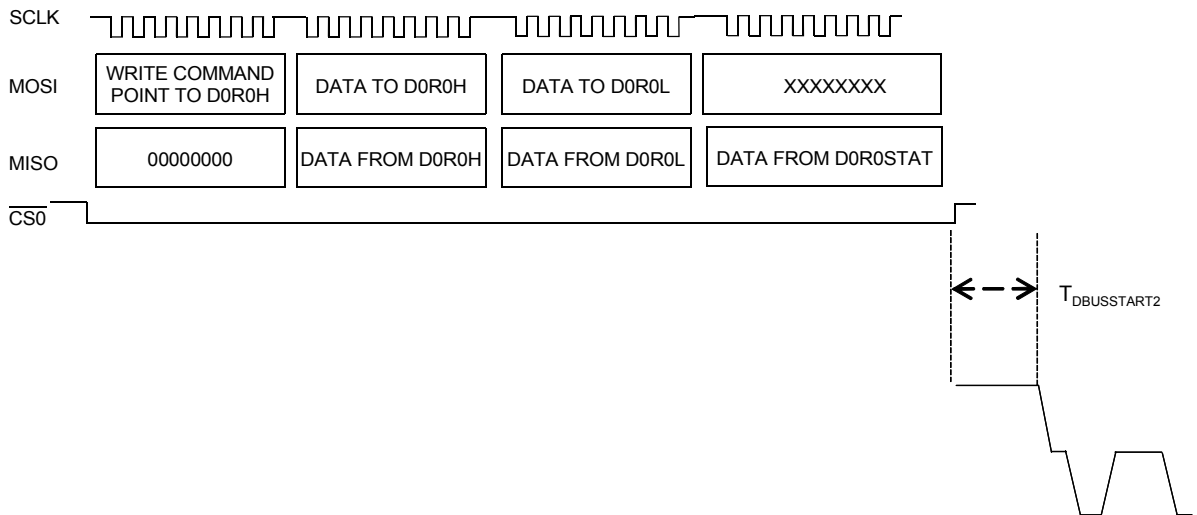 SCLK
MOSI
WRITE COMMAND
POINT TO D0R0H
DATA TO D0R0H
DATA TO D0R0L
XXXXXXXX
MISO
00000000
DATA FROM D0R0H
DATA FROM D0R0L
DATA FROM D0R0STAT
CS0
TDBUSSTART2